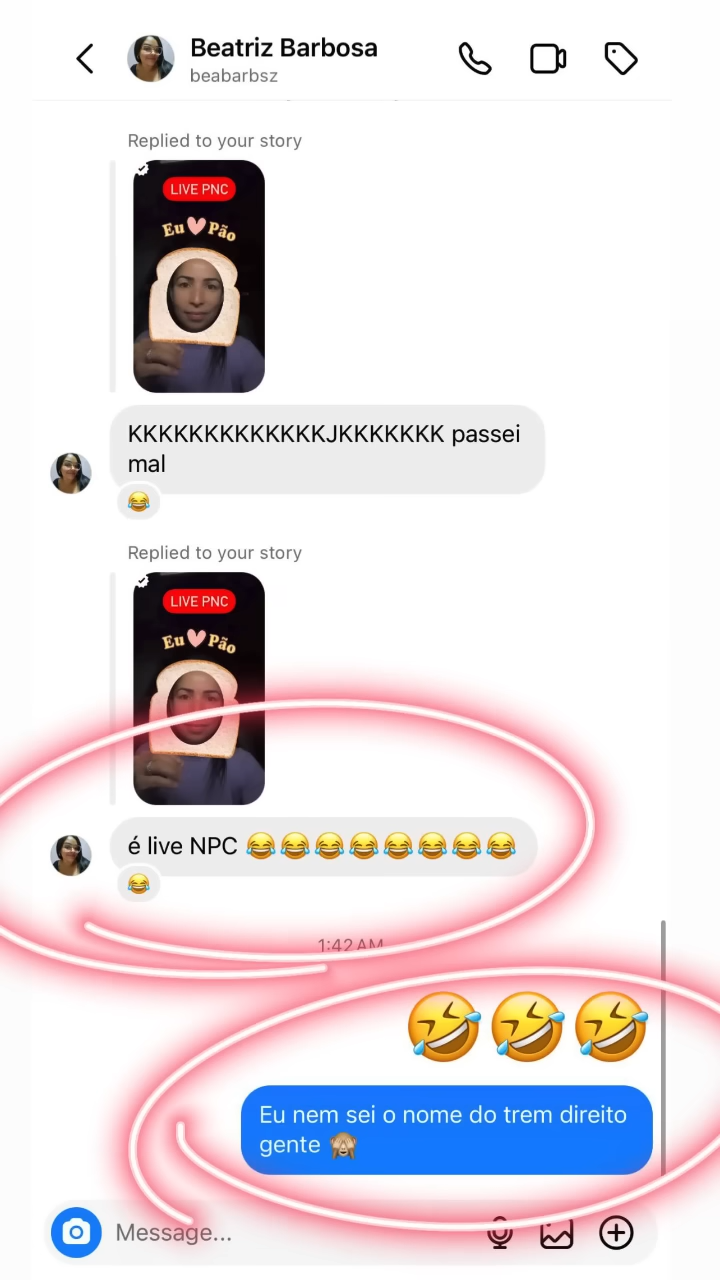 Beatriz Barbosa
beabarbsz
Replied to your story
LIVE PNC
Eu Pão
KKKKKKKKKKKKKJKKKKKKK passei
mal
😂
Replied to your story
LIVE PNC
Eu Pão
é live NPC 😂😂😂😂😂😂😂😂
😂
1:42 AM
🤣🤣🤣
Eu nem sei o nome do trem direito
gente 🙈
Message...